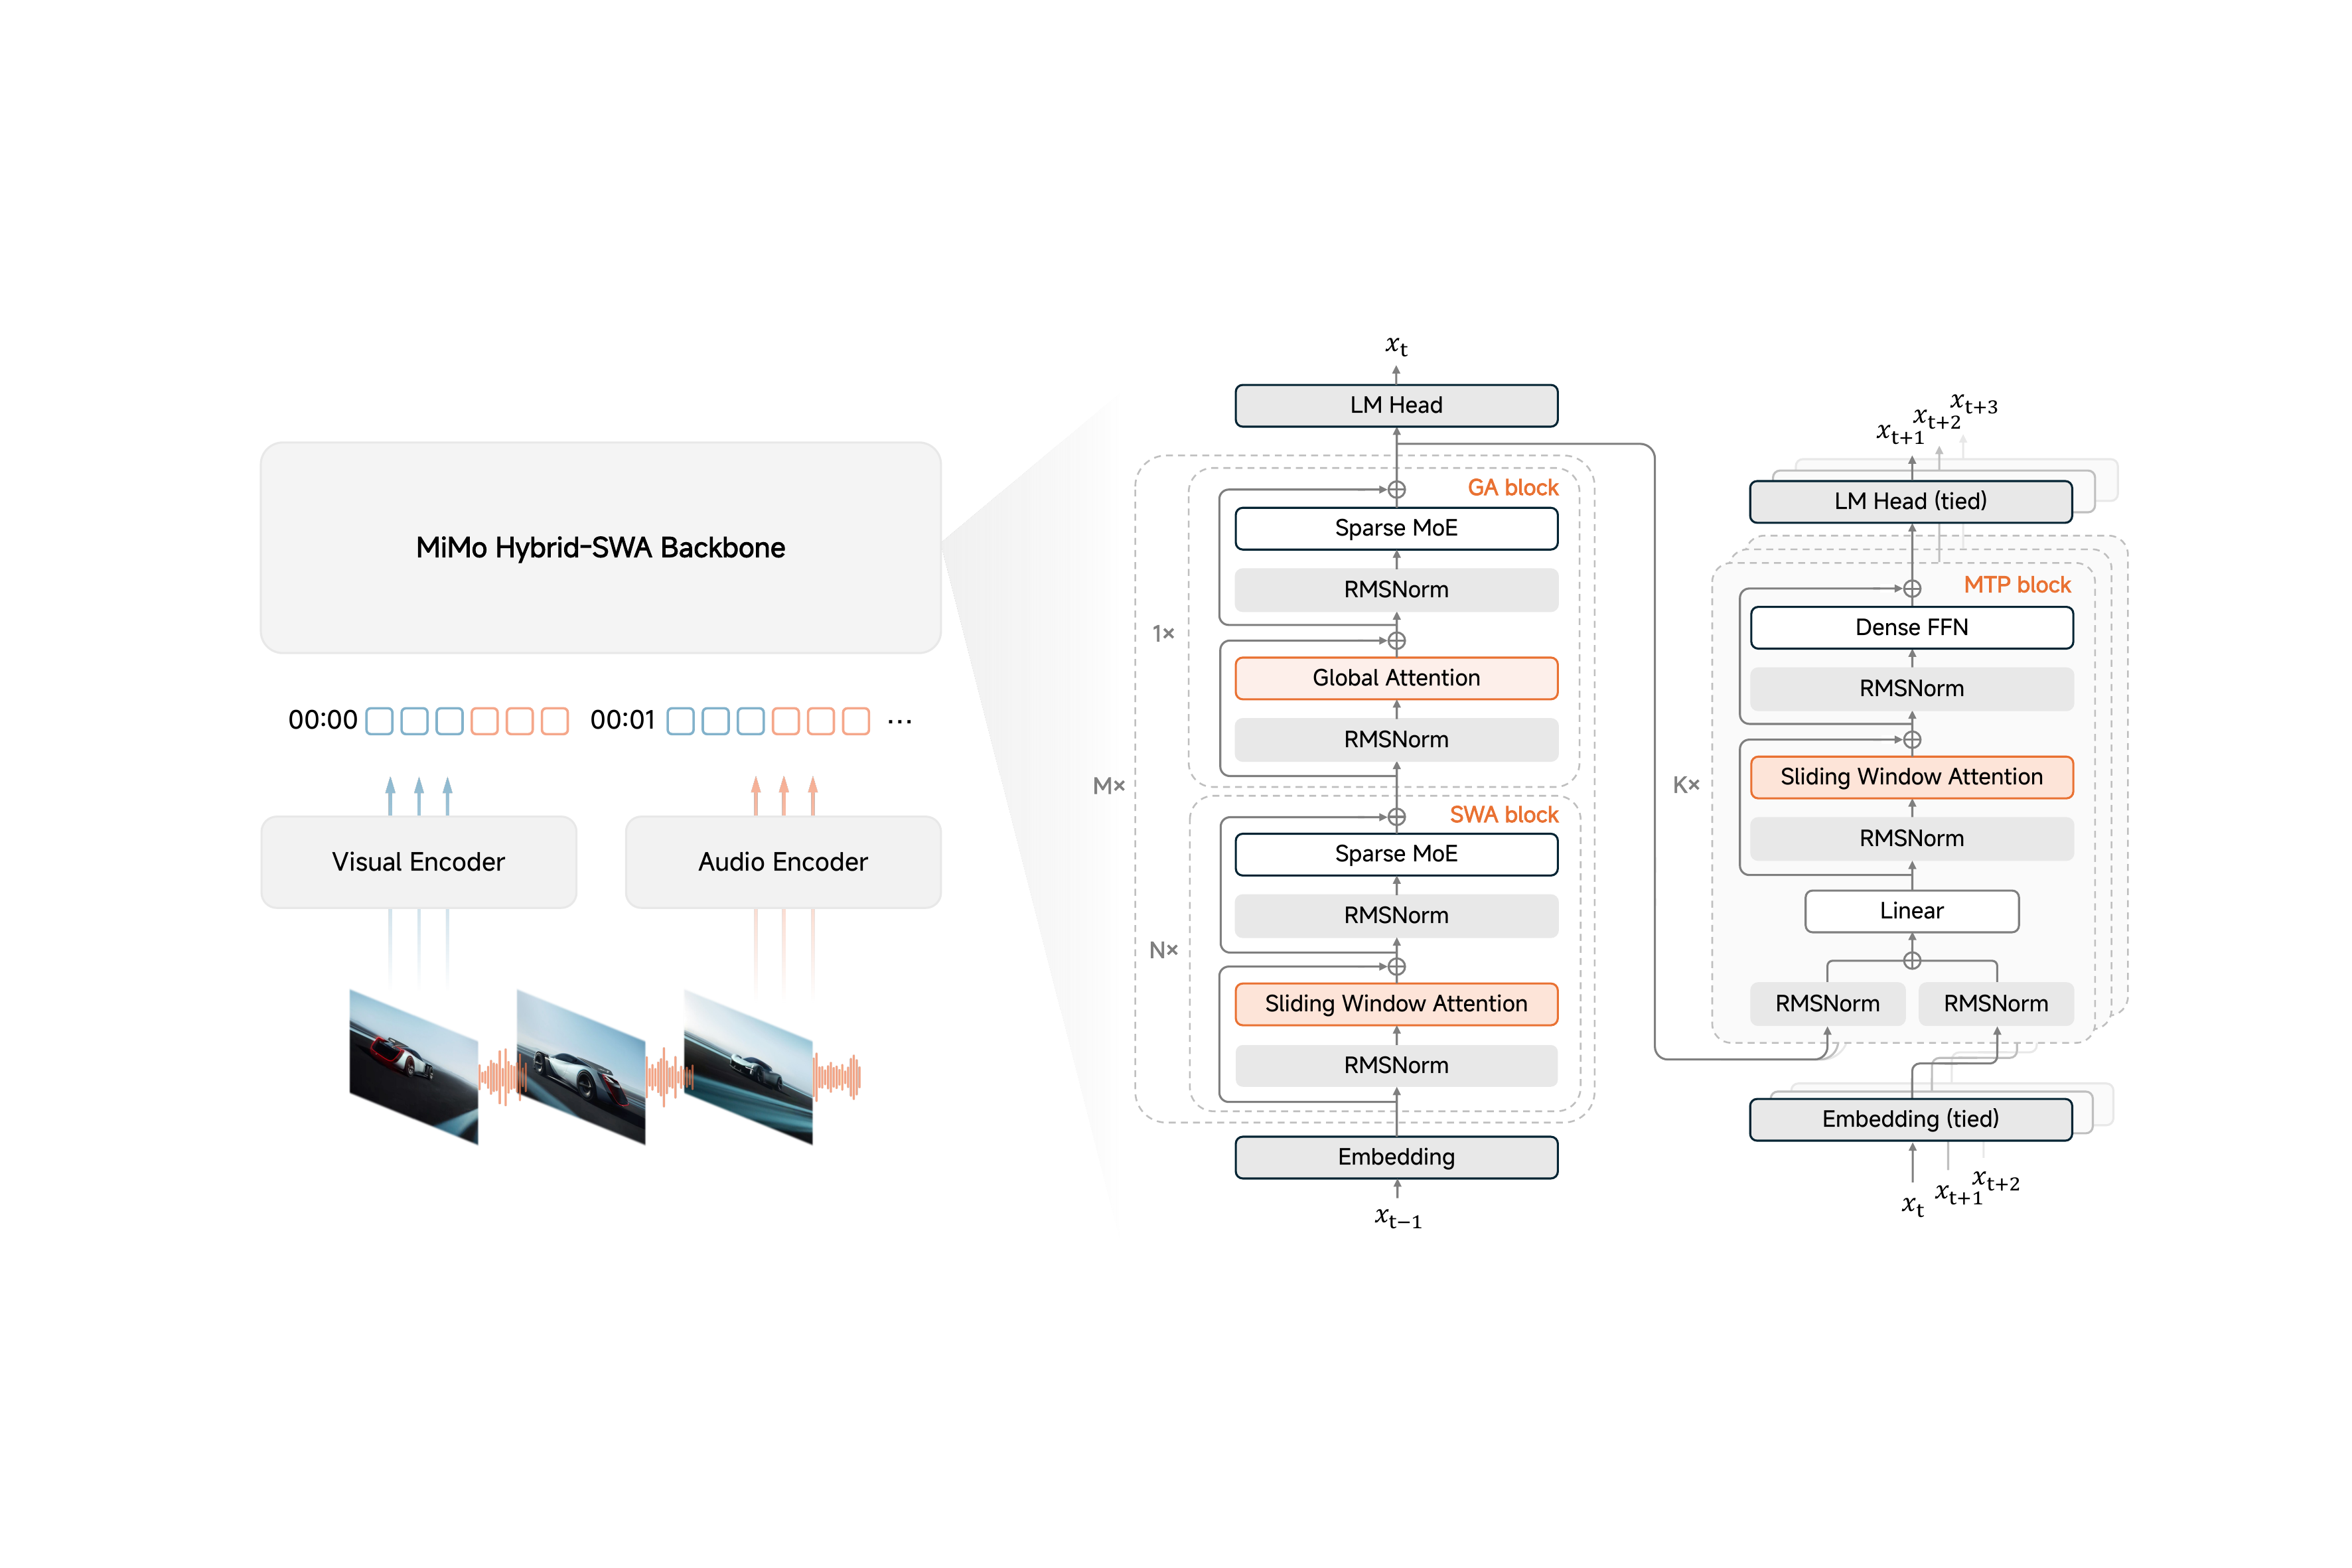 MiMo Hybrid-SWA Backbone
00:00 00:01 ...
Visual Encoder
Audio Encoder
xt
LM Head
GA block
Sparse MoE
RMSNorm
1×
Global Attention
RMSNorm
M×
SWA block
Sparse MoE
RMSNorm
N×
Sliding Window Attention
RMSNorm
Embedding
xt−1
xt+1 xt+2 xt+3
LM Head (tied)
MTP block
Dense FFN
RMSNorm
K×
Sliding Window Attention
RMSNorm
Linear
RMSNorm RMSNorm
Embedding (tied)
xt xt+1 xt+2